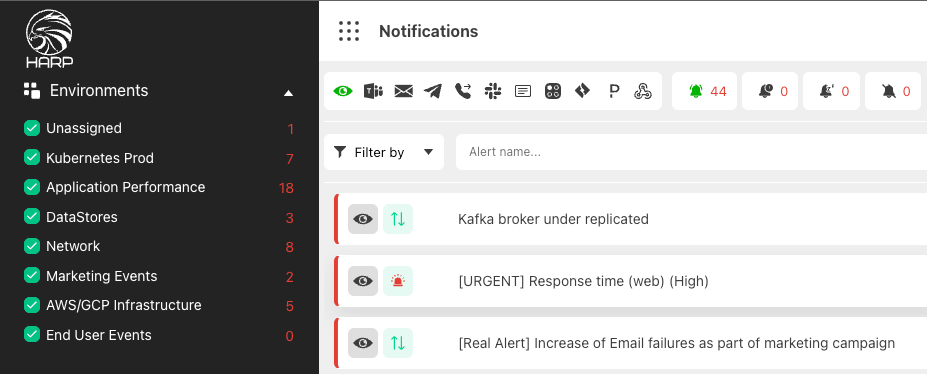 HARP
Environments
Unassigned 1
Kubernetes Prod 7
Application Performance 18
DataStores 3
Network 8
Marketing Events 2
AWS/GCP Infrastructure 5
End User Events 0
Notifications
P 44 0 0 0
Filter by Alert name...
Kafka broker under replicated
[URGENT] Response time (web) (High)
[Real Alert] Increase of Email failures as part of marketing campaign